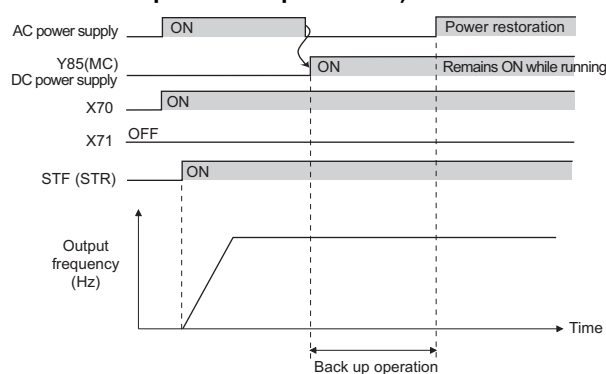 AC power supply
ON
Power restoration
Y85(MC)
DC power supply
ON
Remains ON while running
X70
ON
X71
OFF
STF (STR)
ON
Output
frequency
(Hz)
Time
Back up operation